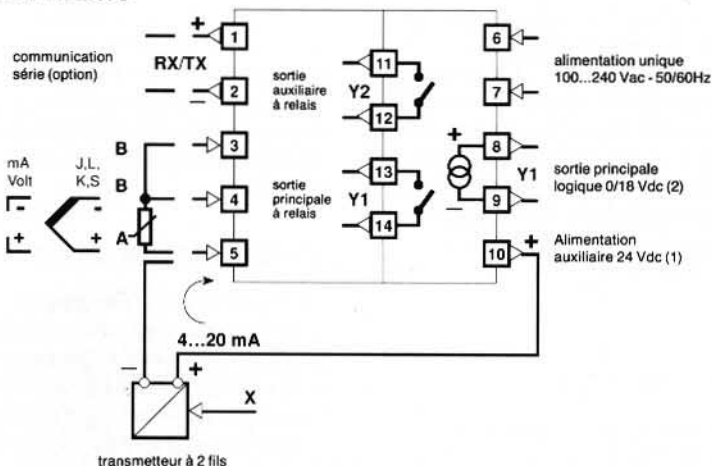 communication
série (option)
RX/TX
+
1
–
2
mA
Volt
J,L,
K,S
–
+
–
+
B
B
A
3
4
5
sortie
auxiliaire
à relais
Y2
11
12
sortie
principale
à relais
Y1
13
14
6
7
alimentation unique
100...240 Vac - 50/60Hz
+
8
–
9
Y1
sortie principale
logique 0/18 Vdc (2)
10
+
Alimentation
auxiliaire 24 Vdc (1)
4...20 mA
–
+
X
transmetteur à 2 fils